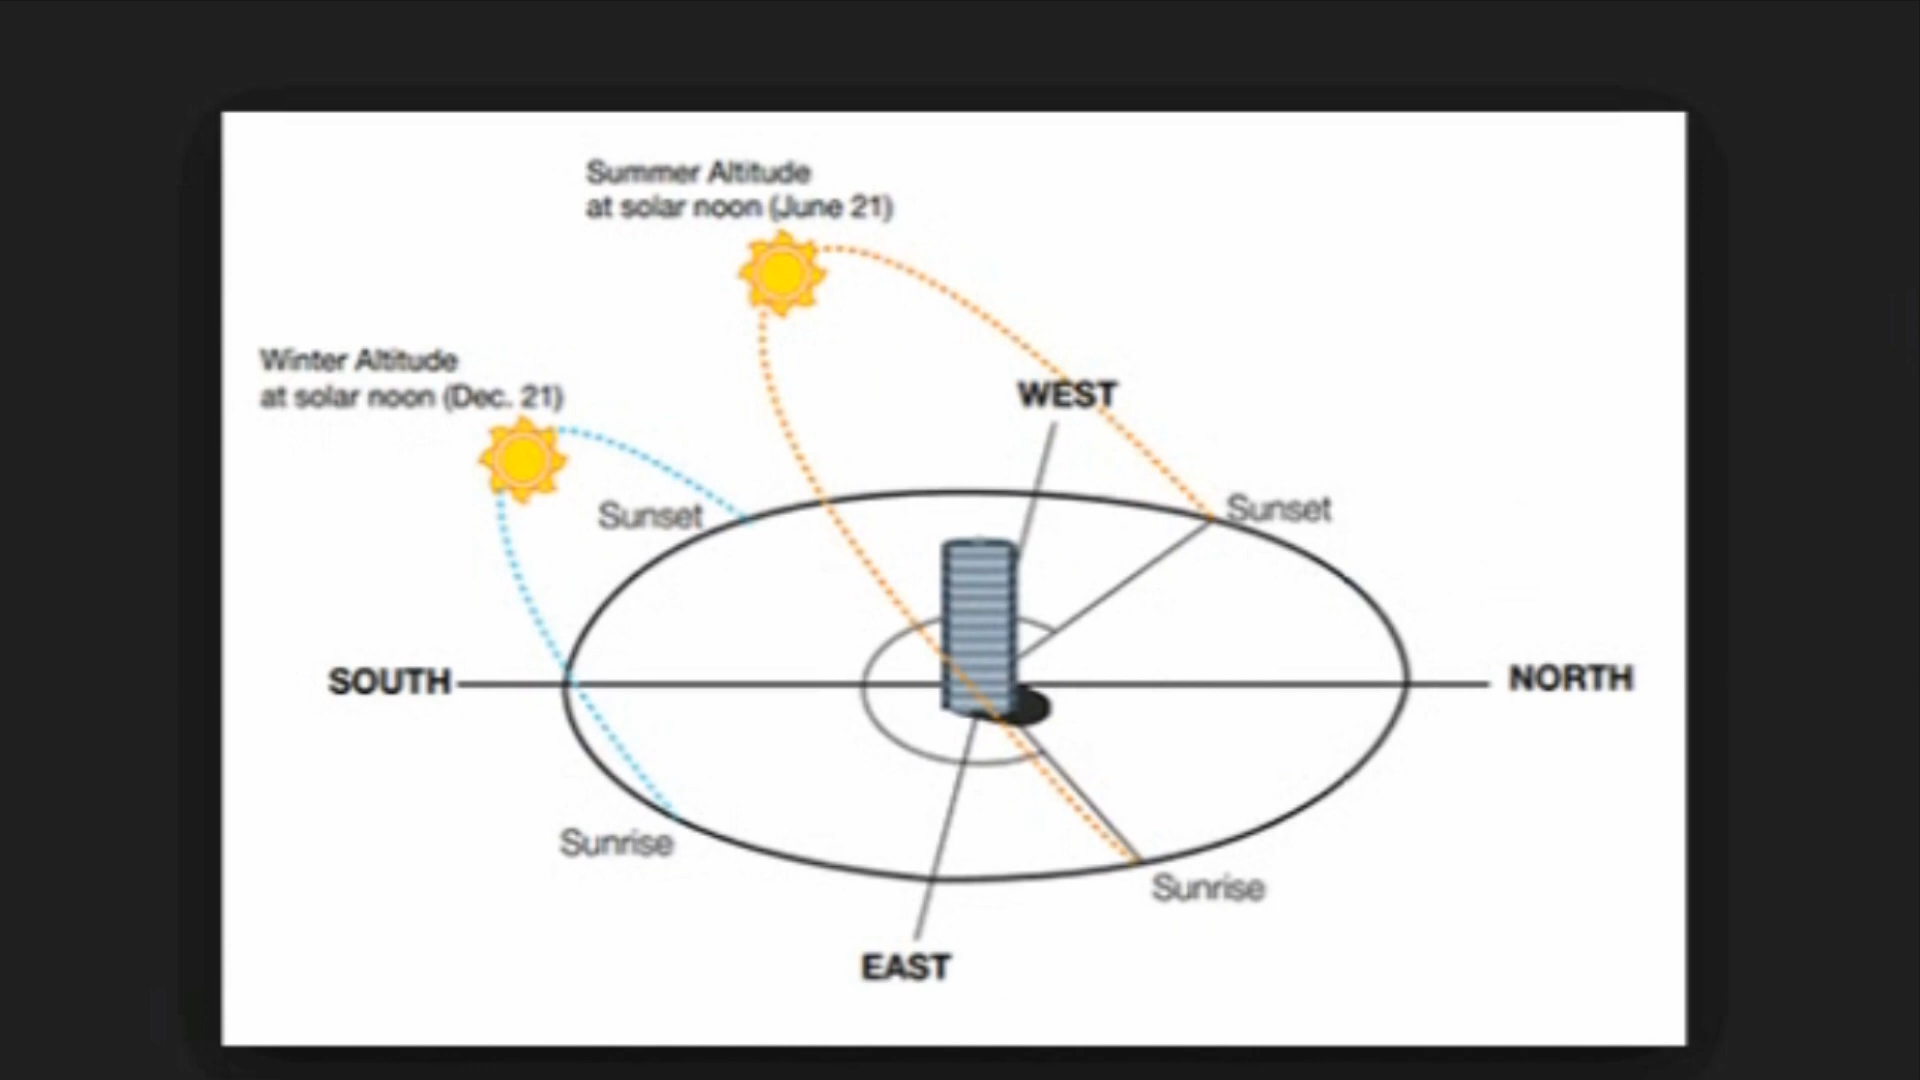 Summer Altitude
at solar noon (June 21)
Winter Altitude
at solar noon (Dec. 21)
WEST
Sunset
Sunset
SOUTH
NORTH
Sunrise
Sunrise
EAST